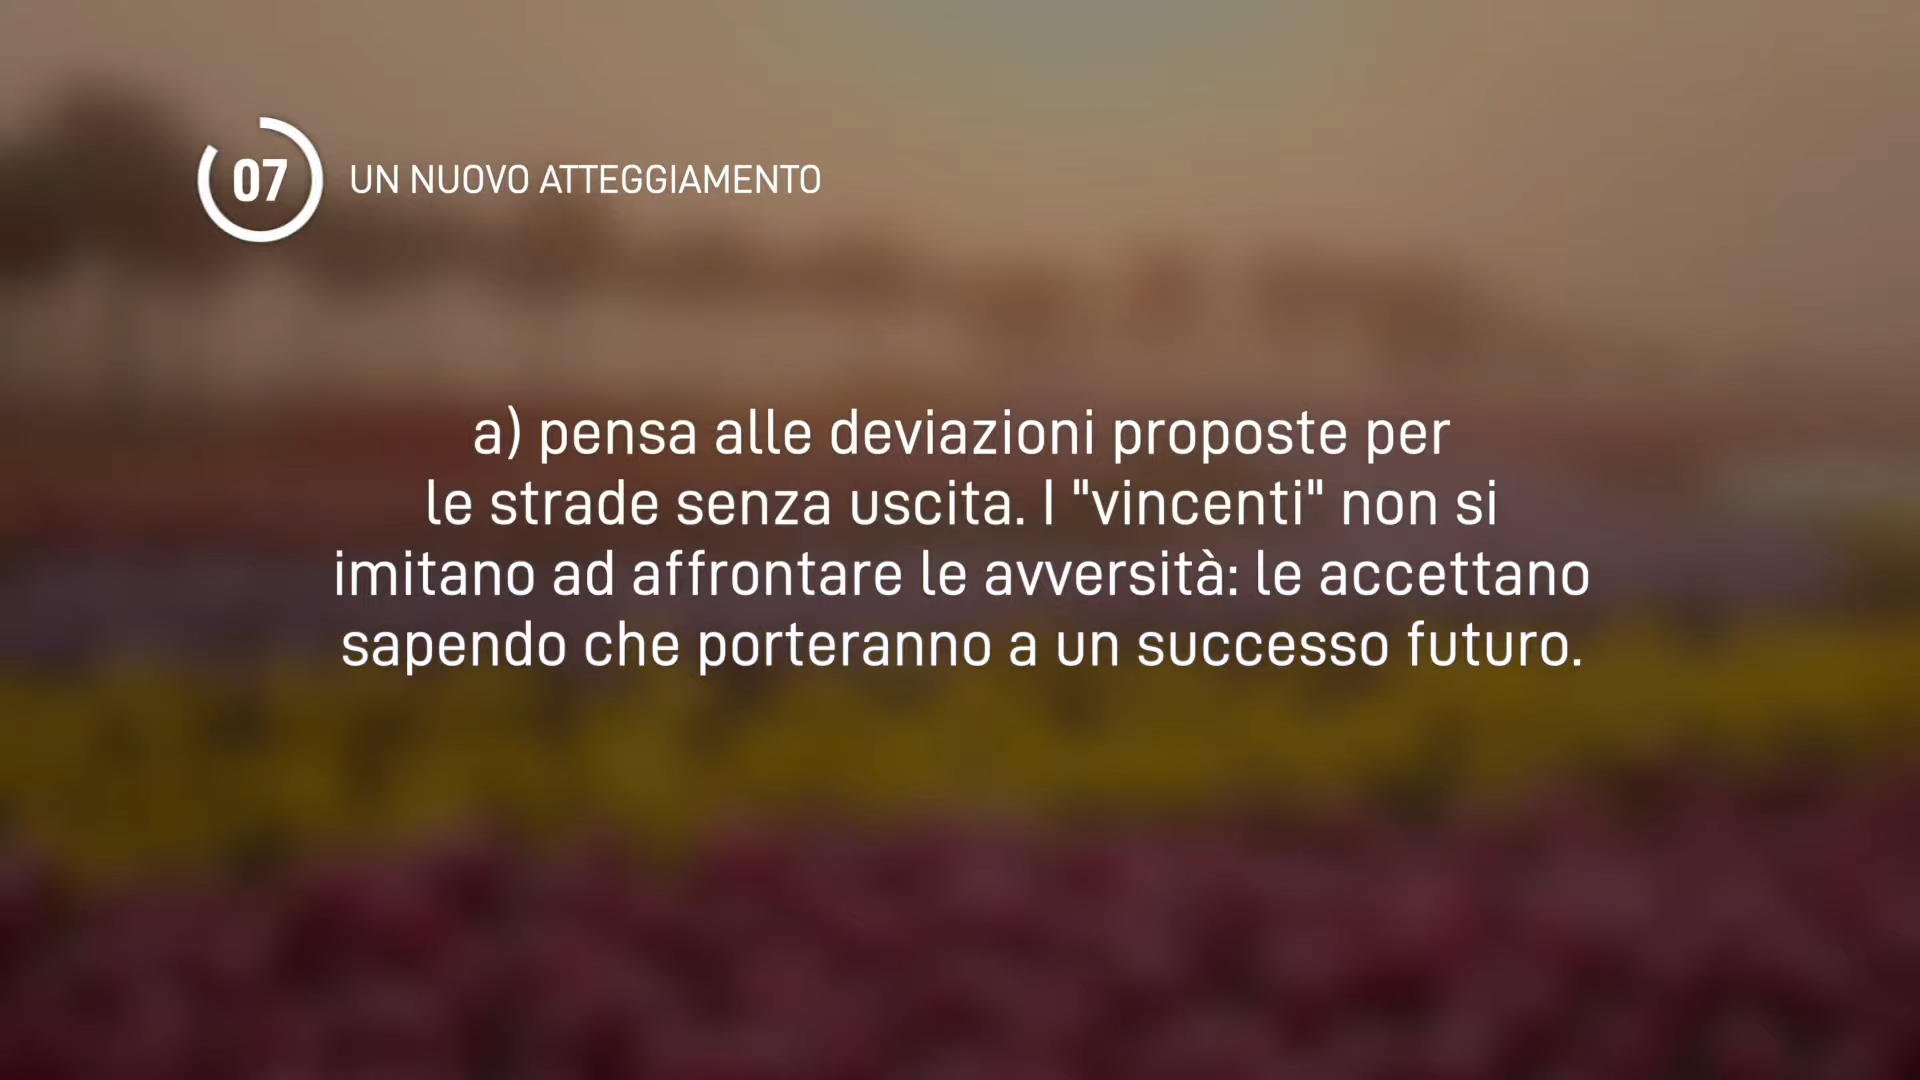 07 UN NUOVO ATTEGGIAMENTO
a) pensa alle deviazioni proposte per
le strade senza uscita. I "vincenti" non si
imitano ad affrontare le avversità: le accettano
sapendo che porteranno a un successo futuro.